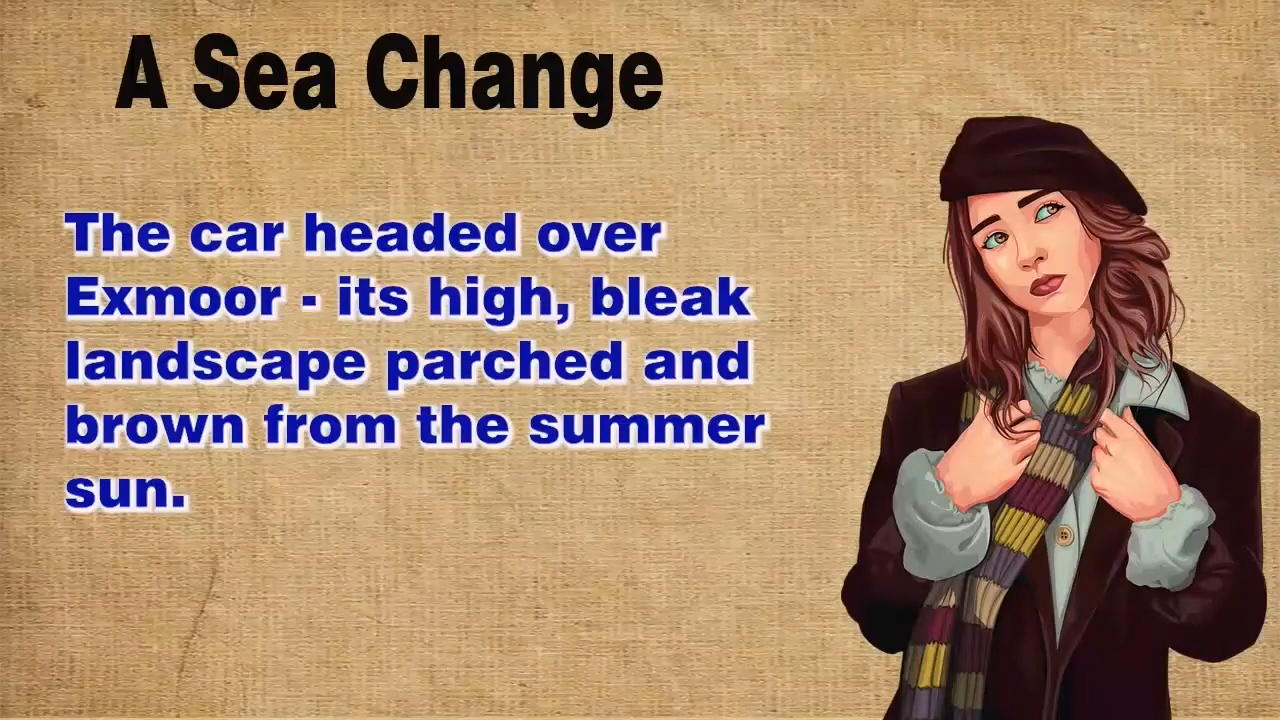 A Sea Change
The car headed over
Exmoor - its high, bleak
landscape parched and
brown from the summer
sun.